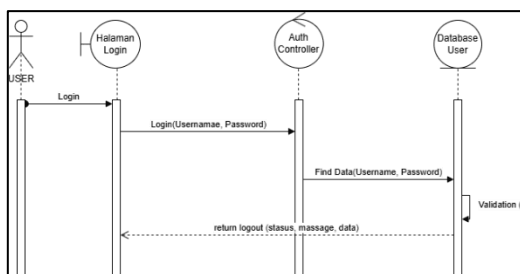 Halaman
Login
Auth
Controller
Database
User
USER
Login
Login(Usernamae, Password)
Find Data(Username, Password)
Validation (
return logout (stasus, massage, data)